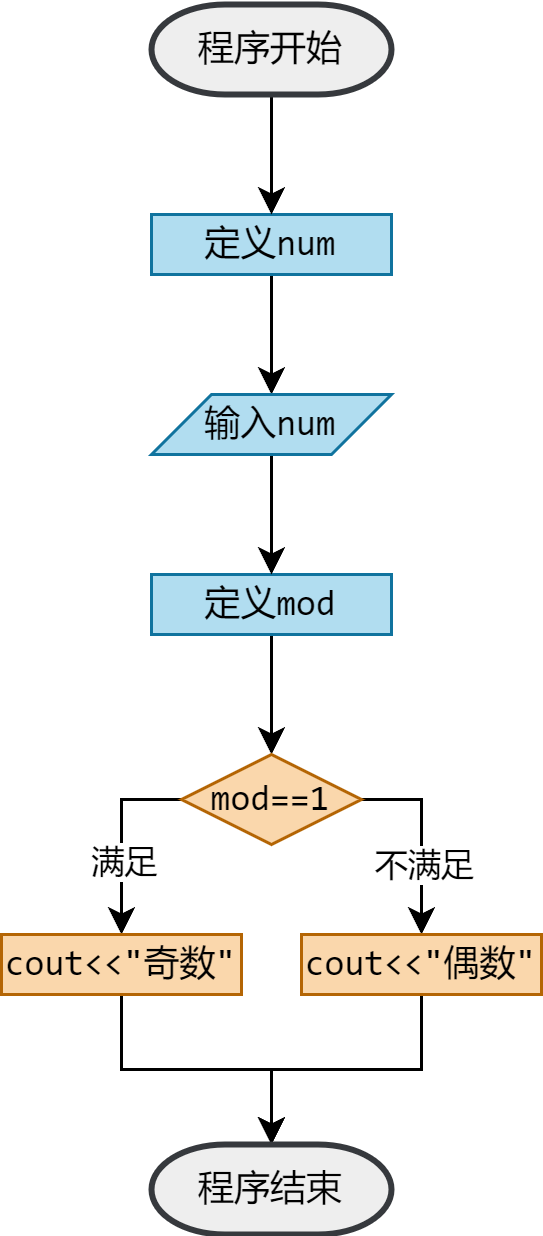 程序开始
定义num
输入num
定义mod
mod==1
满足
不满足
cout<<"奇数"
cout<<"偶数"
程序结束